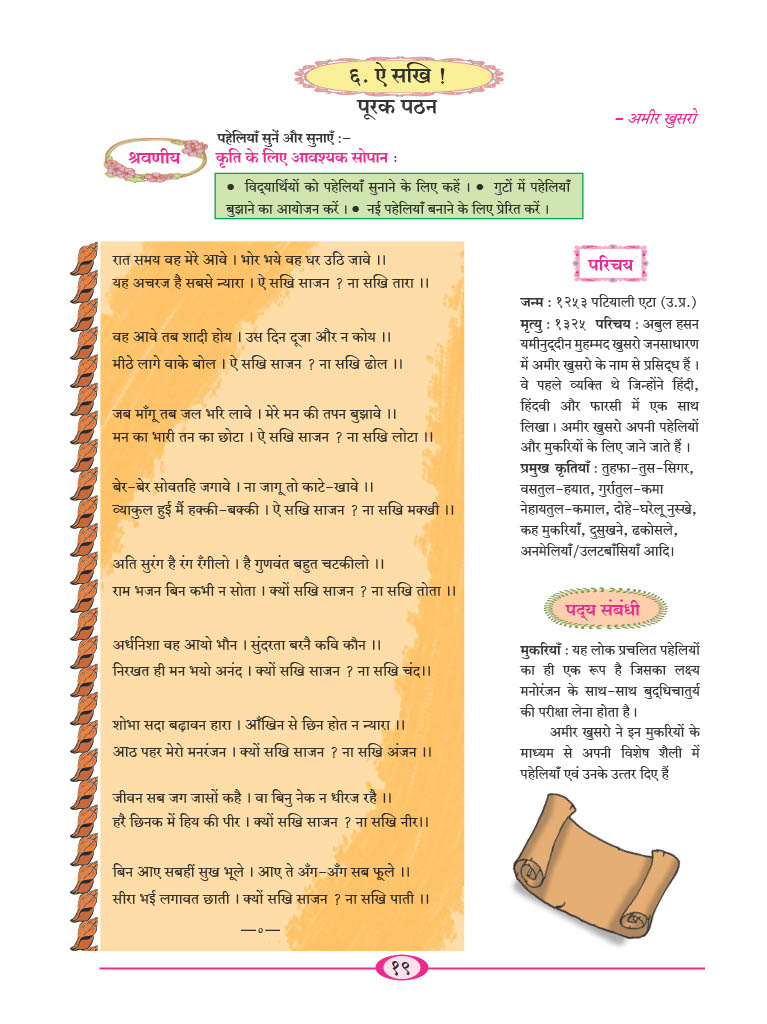 ६. ऐ सखि !
पूरक पठन
– अमीर खुसरो
पहेलियाँ सुनें और सुनाएँ :–
श्रवणीय
कृति के लिए आवश्यक सोपान :
● विद्यार्थियों को पहेलियाँ सुनाने के लिए कहें । ● गुटों में पहेलियाँ
बुझाने का आयोजन करें । ● नई पहेलियाँ बनाने के लिए प्रेरित करें ।
रात समय वह मेरे आवे । भोर भये वह घर उठि जावे ।।
यह अचरज है सबसे न्यारा । ऐ सखि साजन ? ना सखि तारा ।।
वह आवे तब शादी होय । उस दिन दूजा और न कोय ।।
मीठे लागे वाके बोल । ऐ सखि साजन ? ना सखि ढोल ।।
जब माँगू तब जल भरि लावे । मेरे मन की तपन बुझावे ।।
मन का भारी तन का छोटा । ऐ सखि साजन ? ना सखि लोटा ।।
बेर-बेर सोवतहि जगावे । ना जागू तो काटे-खावे ।।
व्याकुल हुई मैं हक्की-बक्की । ऐ सखि साजन ? ना सखि मक्खी ।।
अति सुरंग है रंग रँगीलो । है गुणवंत बहुत चटकीलो ।।
राम भजन बिन कभी न सोता । क्यों सखि साजन ? ना सखि तोता ।।
अर्धनिशा वह आयो भौन । सुंदरता बरनै कवि कौन ।।
निरखत ही मन भयो अनंद । क्यों सखि साजन ? ना सखि चंद।।
शोभा सदा बढ़ावन हारा । आँखिन से छिन होत न न्यारा ।।
आठ पहर मेरो मनरंजन । क्यों सखि साजन ? ना सखि अंजन ।।
जीवन सब जग जासों कहै । वा बिनु नेक न धीरज रहै ।।
हरै छिनक में हिय की पीर । क्यों सखि साजन ? ना सखि नीर।।
बिन आए सबहीं सुख भूले । आए ते अँग-अँग सब फूले ।।
सीरा भई लगावत छाती । क्यों सखि साजन ? ना सखि पाती ।।
—०—
परिचय
जन्म : १२५३ पटियाली एटा (उ.प्र.)
मृत्यु : १३२५ परिचय : अबुल हसन
यमीनुद्दीन मुहम्मद खुसरो जनसाधारण
में अमीर खुसरो के नाम से प्रसिद्ध हैं ।
वे पहले व्यक्ति थे जिन्होंने हिंदी,
हिंदवी और फारसी में एक साथ
लिखा । अमीर खुसरो अपनी पहेलियों
और मुकरियों के लिए जाने जाते हैं ।
प्रमुख कृतियाँ : तुहफा-तुस-सिगर,
वसतुल-हयात, गुर्रातुल-कमा
नेहायतुल-कमाल, दोहे-घरेलू नुस्खे,
कह मुकरियाँ, दुसुखने, ढकोसले,
अनमेलियाँ/उलटबाँसियाँ आदि।
पद्य संबंधी
मुकरियाँ : यह लोक प्रचलित पहेलियों
का ही एक रूप है जिसका लक्ष्य
मनोरंजन के साथ-साथ बुद्धिचातुर्य
की परीक्षा लेना होता है ।
अमीर खुसरो ने इन मुकरियों के
माध्यम से अपनी विशेष शैली में
पहेलियाँ एवं उनके उत्तर दिए हैं
१९